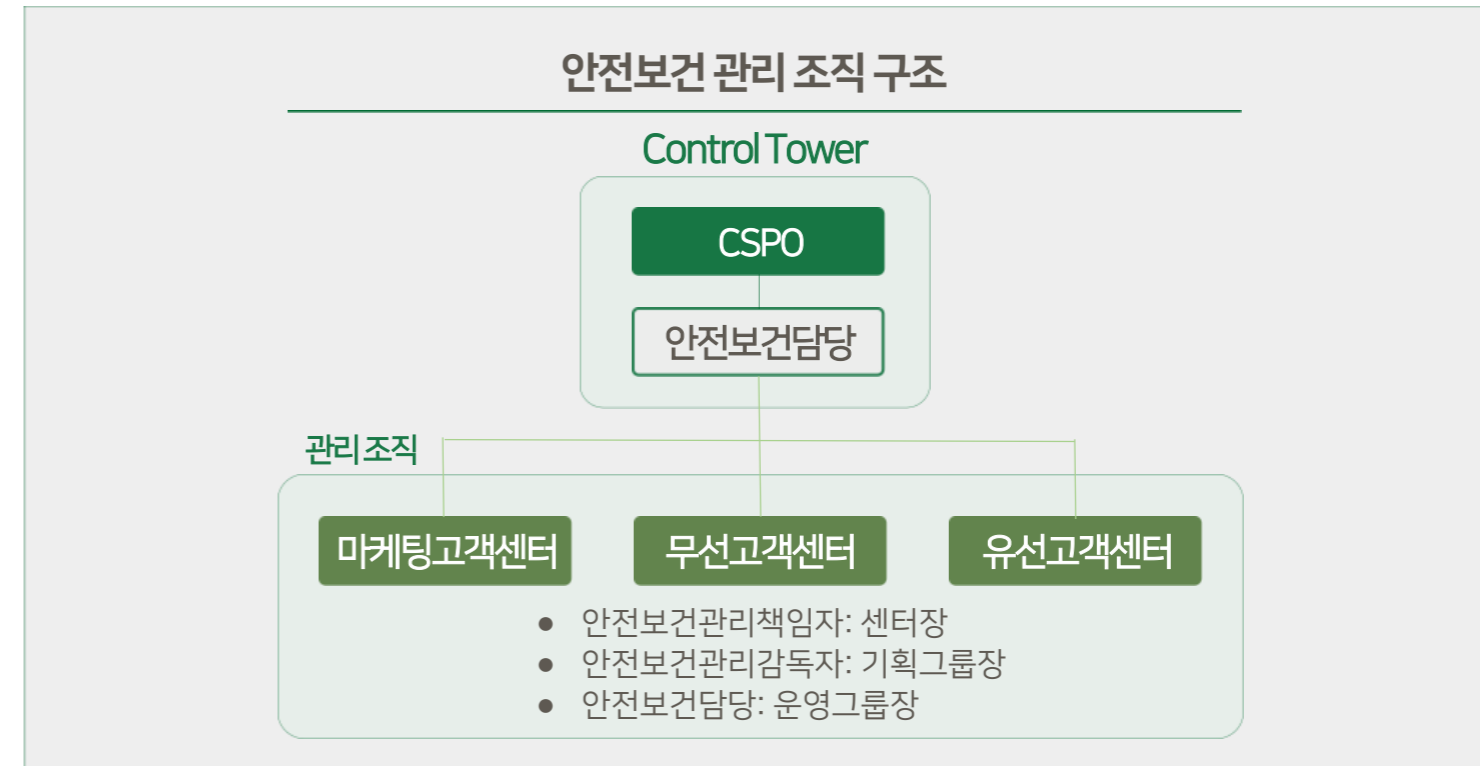 안전보건 관리 조직 구조
Control Tower
CSPO
안전보건담당
관리 조직
마케팅고객센터 무선고객센터 유선고객센터
● 안전보건관리책임자: 센터장
● 안전보건관리감독자: 기획그룹장
● 안전보건담당: 운영그룹장